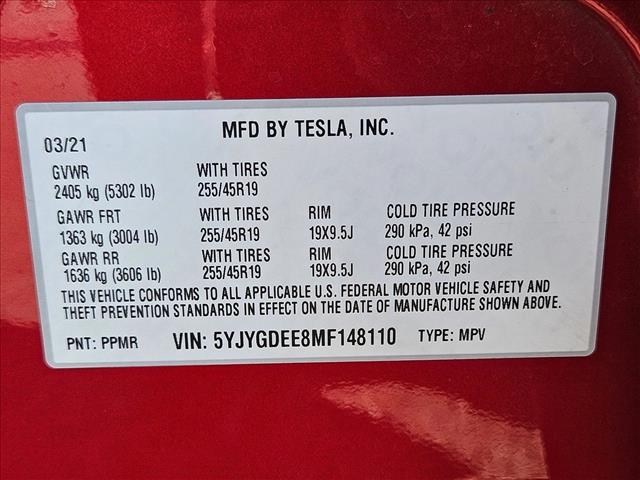 MFD BY TESLA, INC.
03/21
GVWR WITH TIRES
2405 kg (5302 lb) 255/45R19
GAWR FRT WITH TIRES RIM COLD TIRE PRESSURE
1363 kg (3004 lb) 255/45R19 19X9.5J 290 kPa, 42 psi
GAWR RR WITH TIRES RIM COLD TIRE PRESSURE
1636 kg (3606 lb) 255/45R19 19X9.5J 290 kPa, 42 psi
THIS VEHICLE CONFORMS TO ALL APPLICABLE U.S. FEDERAL MOTOR VEHICLE SAFETY AND
THEFT PREVENTION STANDARDS IN EFFECT ON THE DATE OF MANUFACTURE SHOWN ABOVE.
PNT: PPMR VIN: 5YJYGDEE8MF148110 TYPE: MPV